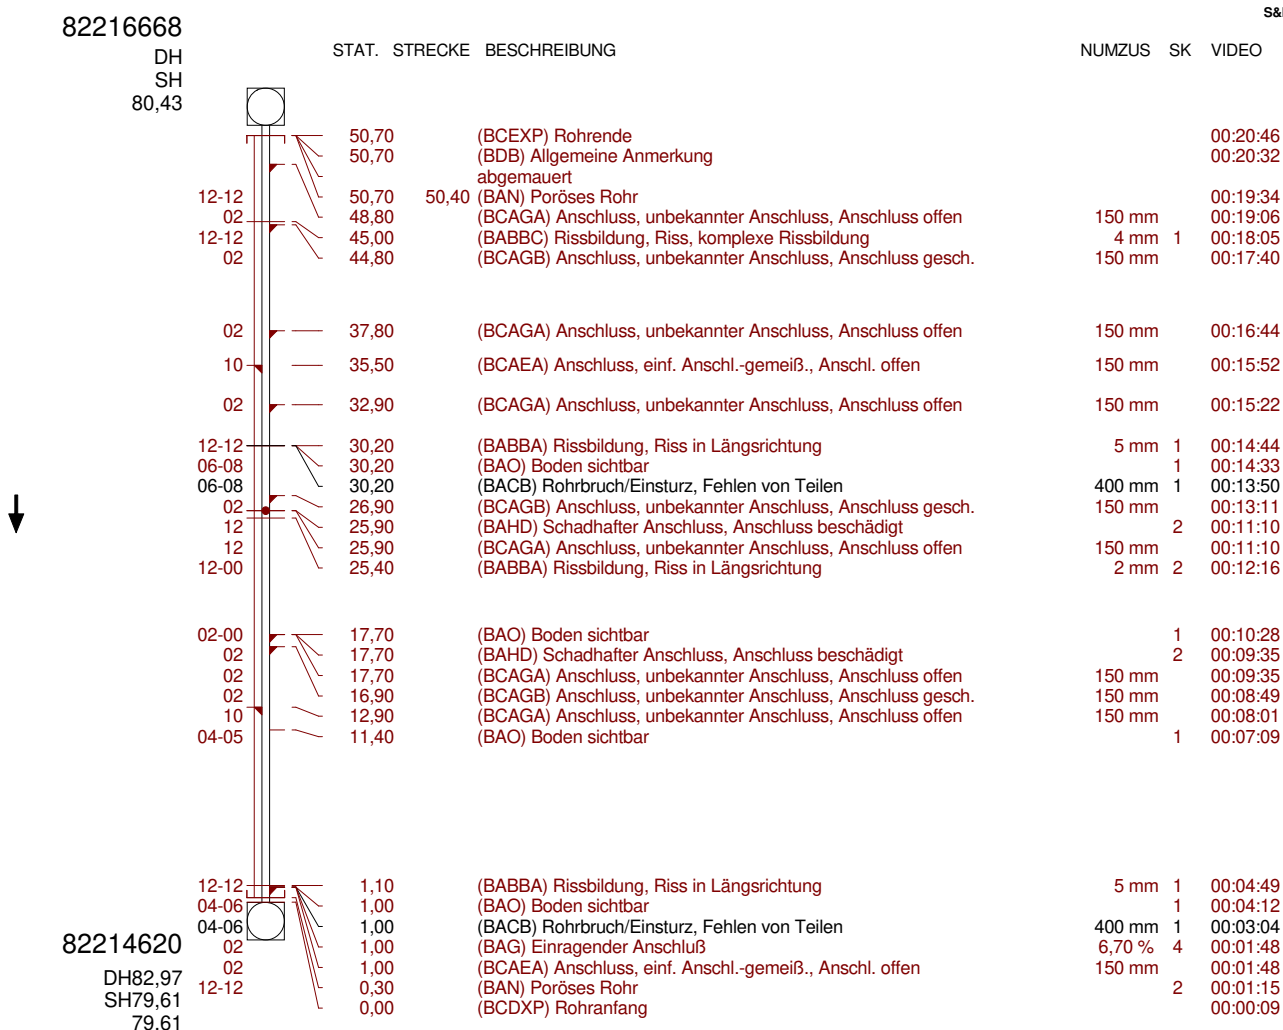 S&
82216668
DH
SH
80,43
STAT. STRECKE BESCHREIBUNG NUMZUS SK VIDEO
50,70 (BCEXP) Rohrende 00:20:46
50,70 (BDB) Allgemeine Anmerkung 00:20:32
abgemauert
12-12 50,70 50,40 (BAN) Poröses Rohr 00:19:34
02 48,80 (BCAGA) Anschluss, unbekannter Anschluss, Anschluss offen 150 mm 00:19:06
12-12 45,00 (BABBC) Rissbildung, Riss, komplexe Rissbildung 4 mm 1 00:18:05
02 44,80 (BCAGB) Anschluss, unbekannter Anschluss, Anschluss gesch. 150 mm 00:17:40
02 37,80 (BCAGA) Anschluss, unbekannter Anschluss, Anschluss offen 150 mm 00:16:44
10 35,50 (BCAEA) Anschluss, einf. Anschl.-gemeiß., Anschl. offen 150 mm 00:15:52
02 32,90 (BCAGA) Anschluss, unbekannter Anschluss, Anschluss offen 150 mm 00:15:22
12-12 30,20 (BABBA) Rissbildung, Riss in Längsrichtung 5 mm 1 00:14:44
06-08 30,20 (BAO) Boden sichtbar 1 00:14:33
06-08 30,20 (BACB) Rohrbruch/Einsturz, Fehlen von Teilen 400 mm 1 00:13:50
02 26,90 (BCAGB) Anschluss, unbekannter Anschluss, Anschluss gesch. 150 mm 00:13:11
12 25,90 (BAHD) Schadhafter Anschluss, Anschluss beschädigt 2 00:11:10
12 25,90 (BCAGA) Anschluss, unbekannter Anschluss, Anschluss offen 150 mm 00:11:10
12-00 25,40 (BABBA) Rissbildung, Riss in Längsrichtung 2 mm 2 00:12:16
02-00 17,70 (BAO) Boden sichtbar 1 00:10:28
02 17,70 (BAHD) Schadhafter Anschluss, Anschluss beschädigt 2 00:09:35
02 17,70 (BCAGA) Anschluss, unbekannter Anschluss, Anschluss offen 150 mm 00:09:35
02 16,90 (BCAGB) Anschluss, unbekannter Anschluss, Anschluss gesch. 150 mm 00:08:49
10 12,90 (BCAGA) Anschluss, unbekannter Anschluss, Anschluss offen 150 mm 00:08:01
04-05 11,40 (BAO) Boden sichtbar 1 00:07:09
12-12 1,10 (BABBA) Rissbildung, Riss in Längsrichtung 5 mm 1 00:04:49
04-06 1,00 (BAO) Boden sichtbar 1 00:04:12
04-06 1,00 (BACB) Rohrbruch/Einsturz, Fehlen von Teilen 400 mm 1 00:03:04
82214620
02 1,00 (BAG) Einragender Anschluß 6,70 % 4 00:01:48
02 1,00 (BCAEA) Anschluss, einf. Anschl.-gemeiß., Anschl. offen 150 mm 00:01:48
DH82,97
12-12 0,30 (BAN) Poröses Rohr 2 00:01:15
SH79,61
0,00 (BCDXP) Rohranfang 00:00:09
79,61